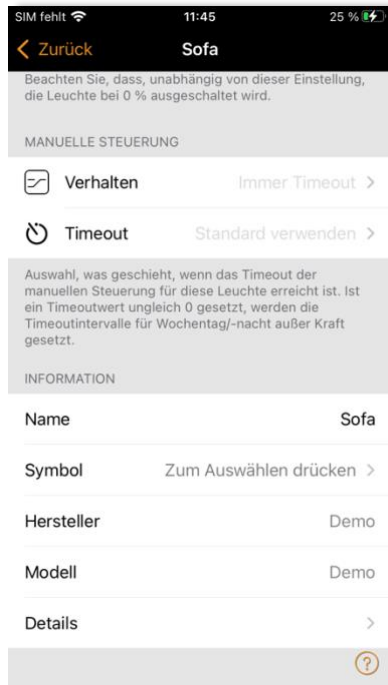 SIM fehlt 11:45 25 %
Zurück Sofa
Beachten Sie, dass, unabhängig von dieser Einstellung,
die Leuchte bei 0 % ausgeschaltet wird.
MANUELLE STEUERUNG
Verhalten Immer Timeout >
Timeout Standard verwenden >
Auswahl, was geschieht, wenn das Timeout der
manuellen Steuerung für diese Leuchte erreicht ist. Ist
ein Timeoutwert ungleich 0 gesetzt, werden die
Timeoutintervalle für Wochentag/-nacht außer Kraft
gesetzt.
INFORMATION
Name Sofa
Symbol Zum Auswählen drücken >
Hersteller Demo
Modell Demo
Details >
?